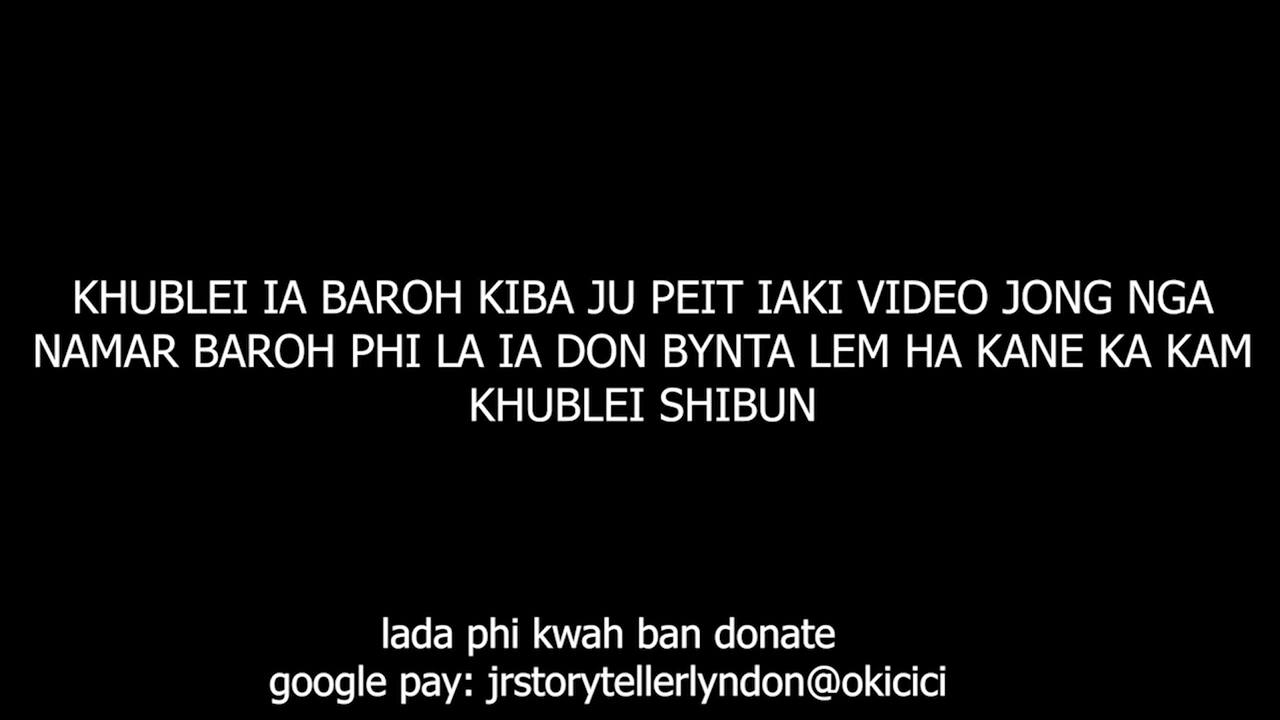 KHUBLEI IA BAROH KIBA JU PEIT IAKI VIDEO JONG NGA
NAMAR BAROH PHI LA IA DON BYNTA LEM HA KANE KA KAM
KHUBLEI SHIBUN
lada phi kwah ban donate
google pay: jrstorytellerlyndon@okicici